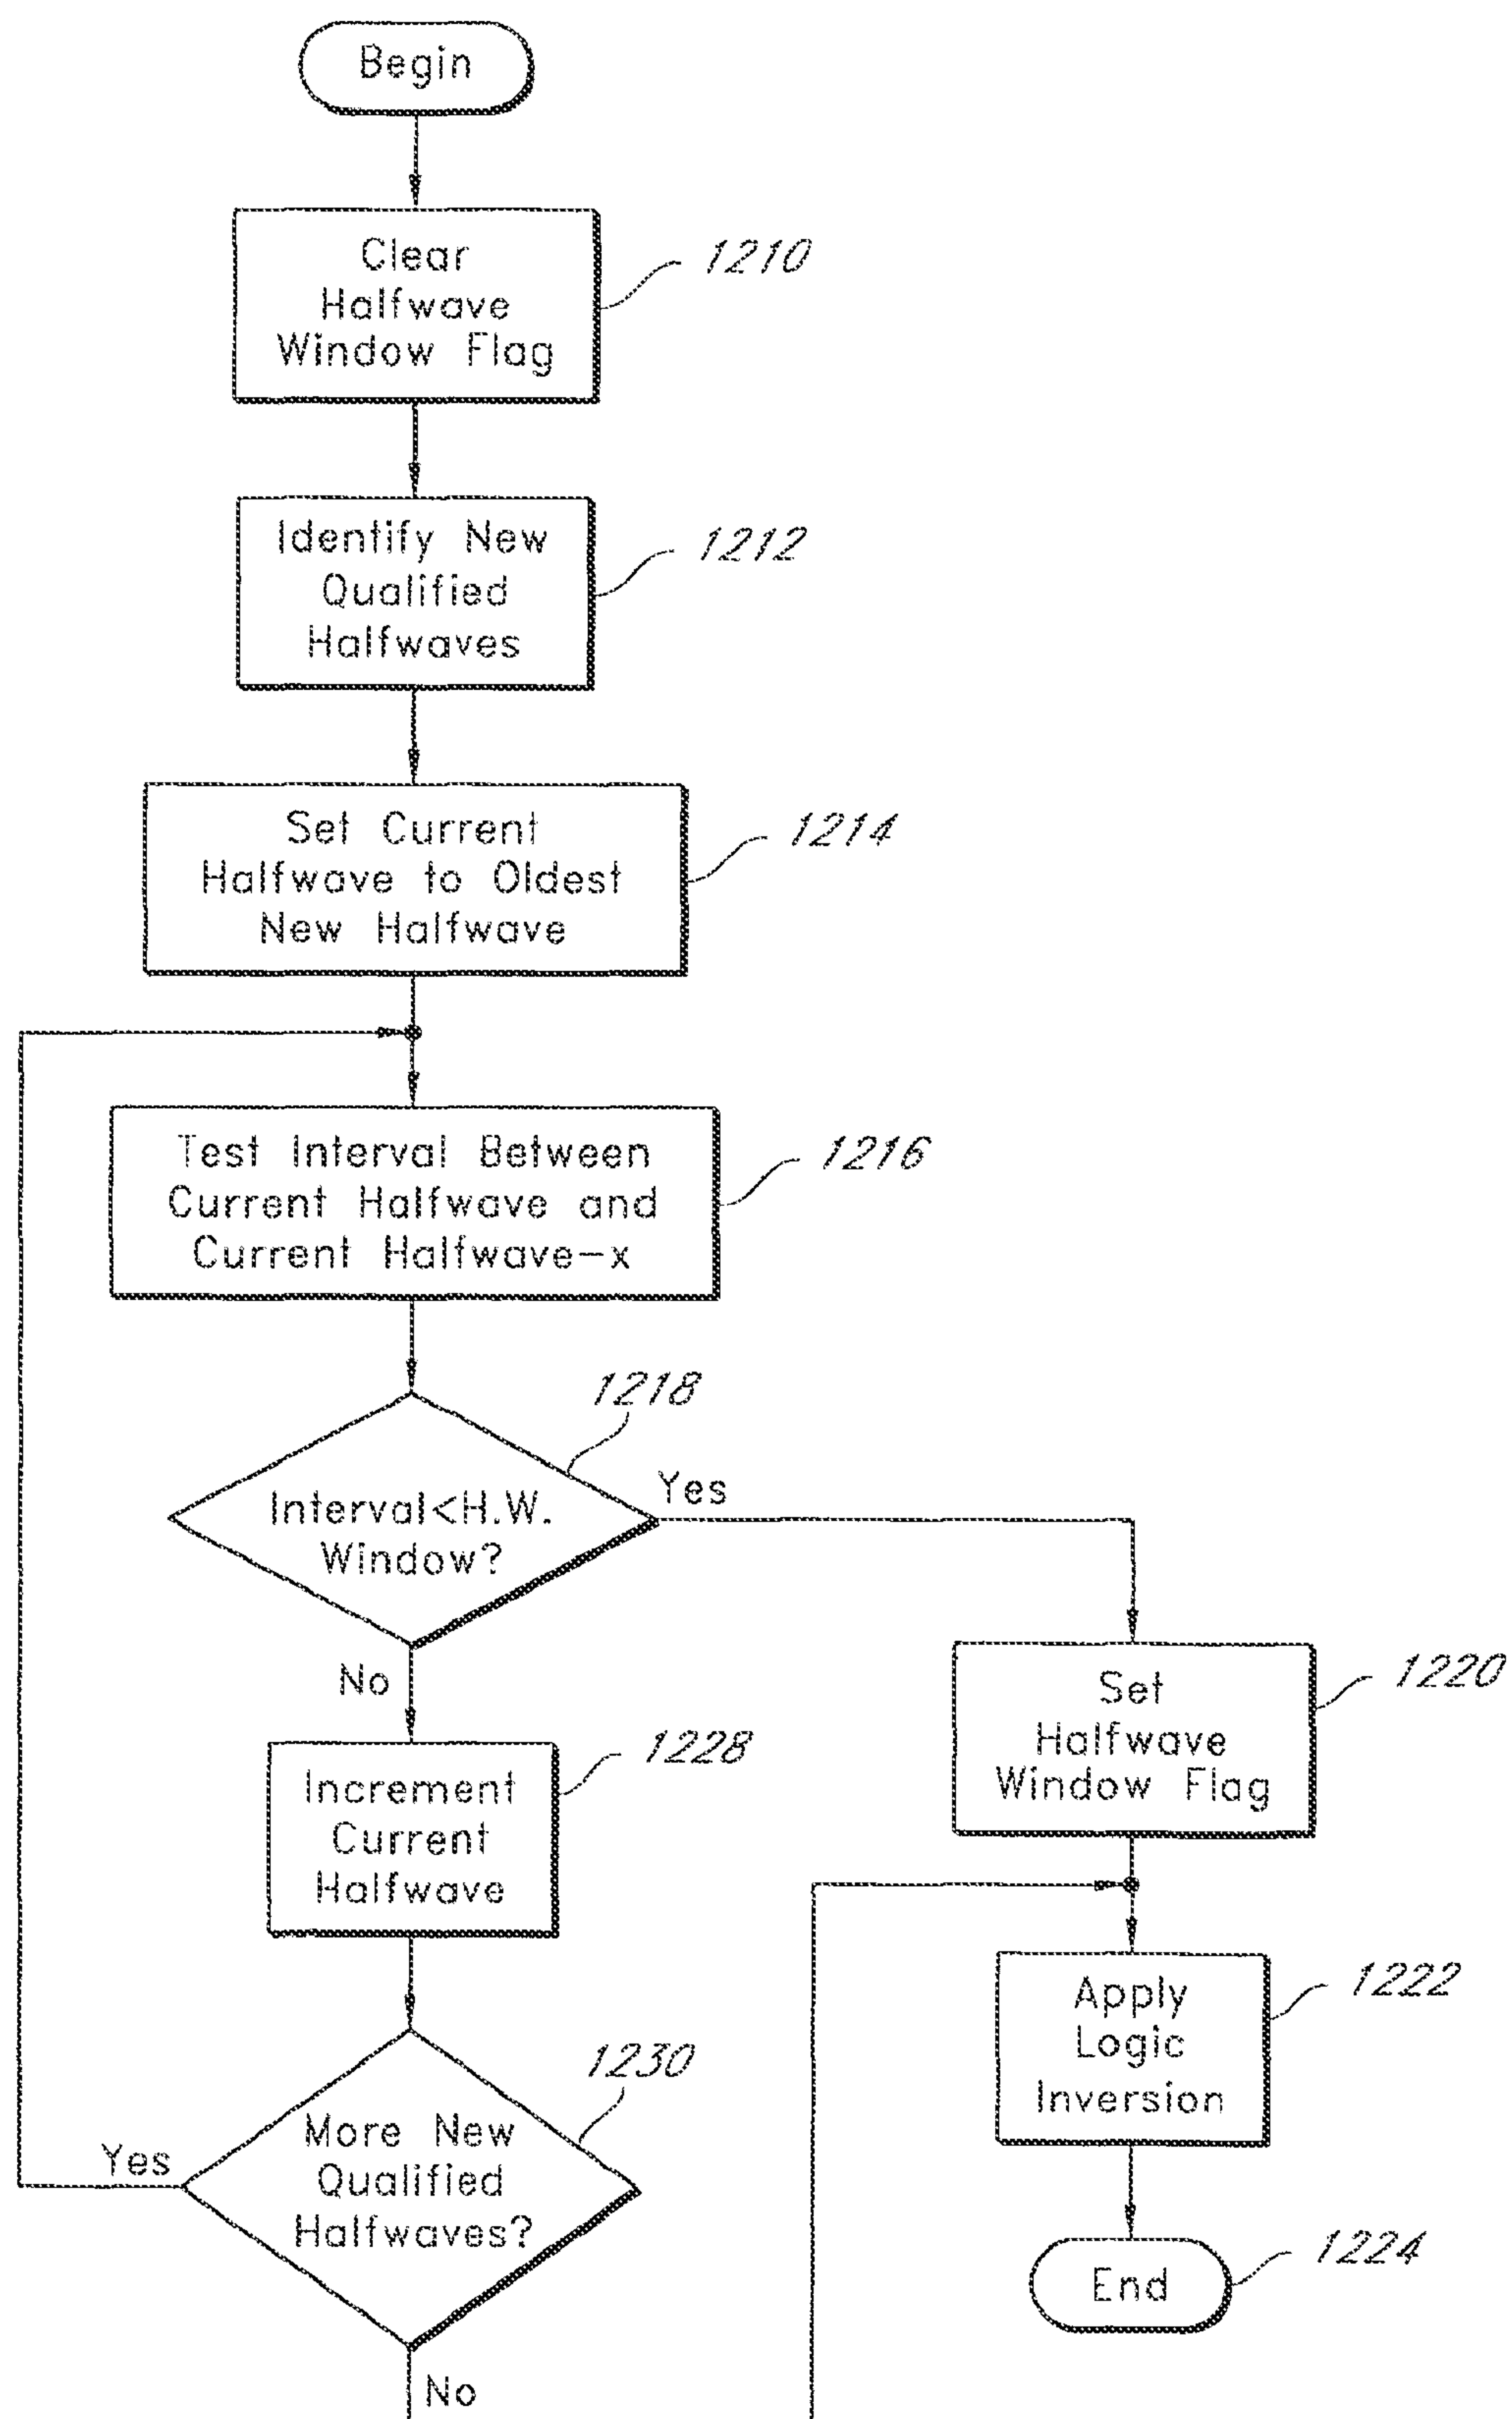 Begin
Clear
Halfwave
Window Flag
1210
Identify New
Qualified
Halfwaves
1212
Set Current
Halfwave to Oldest
New Halfwave
1214
Test Interval Between
Current Halfwave and
Current Halfwave-x
1216
1218
Interval<H.W.
Window?
Yes
No
Set
Halfwave
Window Flag
1220
Increment
Current
Halfwave
1228
Apply
Logic
Inversion
1222
1230
More New
Qualified
Halfwaves?
Yes
No
End
1224